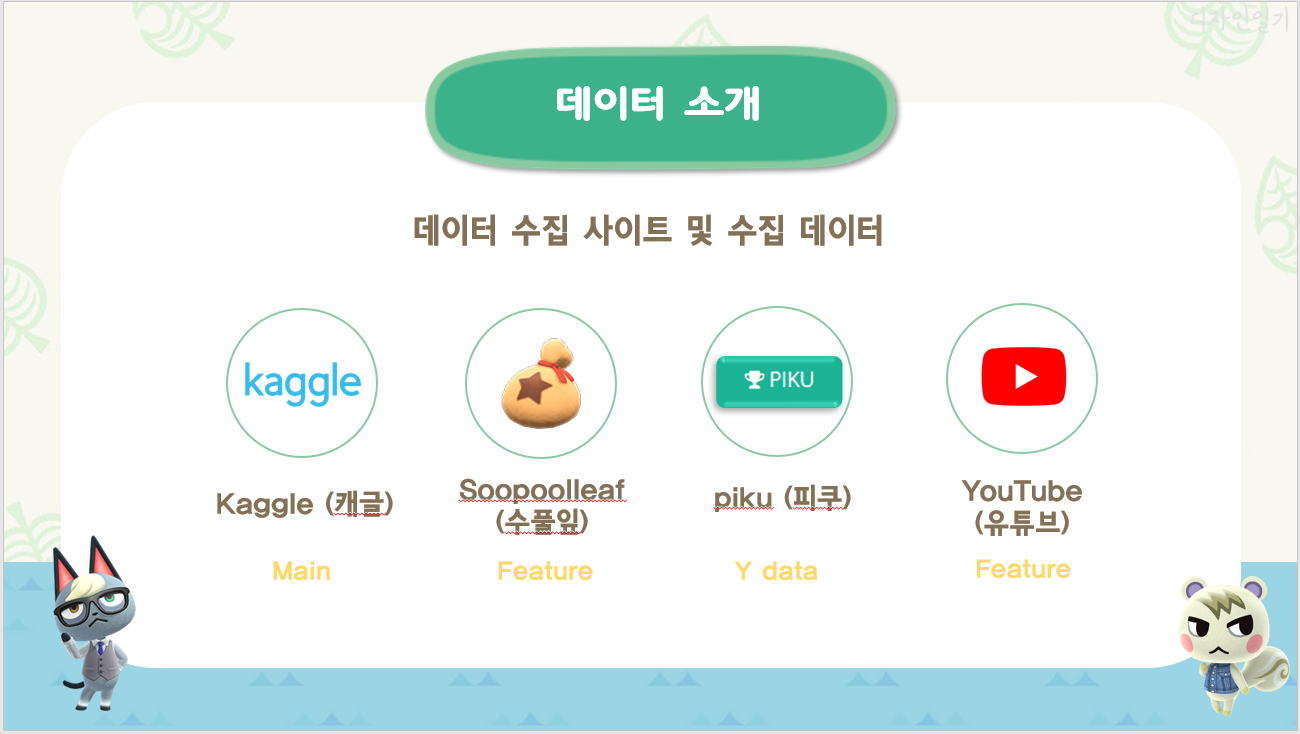 디자인일기
데이터 소개
데이터 수집 사이트 및 수집 데이터
kaggle
PIKU
Kaggle (캐글)
Main
Soopoolleaf
(수풀잎)
Feature
piku (피쿠)
Y data
YouTube
(유튜브)
Feature